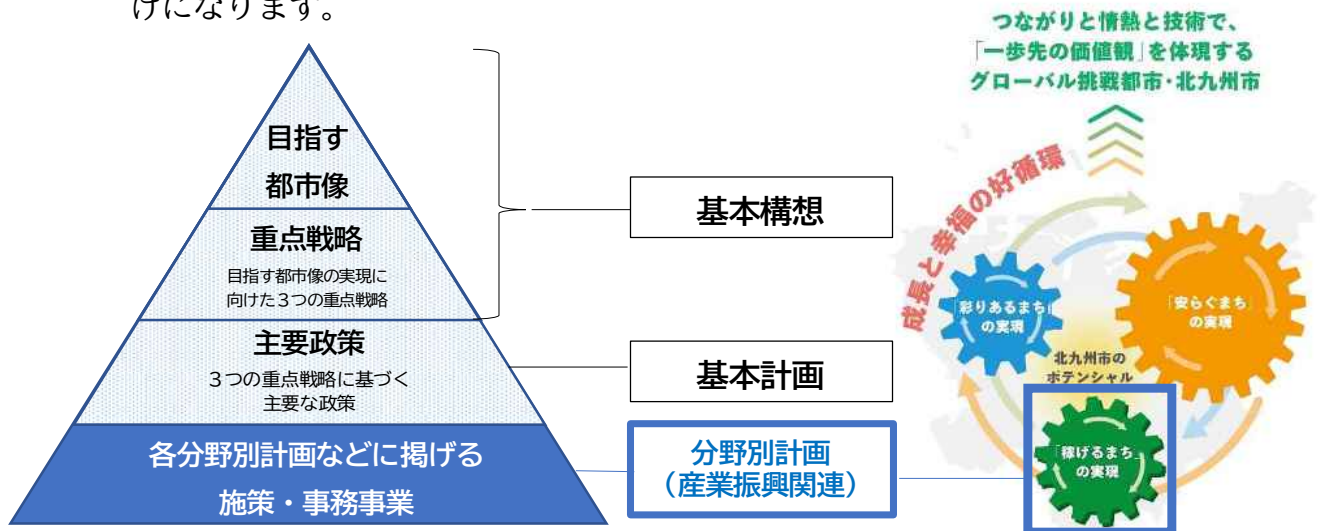 けになります。
目指す
都市像
重点戦略
目指す都市像の実現に
向けた３つの重点戦略
主要政策
３つの重点戦略に基づく
主要な政策
各分野別計画などに掲げる
施策・事務事業
基本構想
基本計画
分野別計画
（産業振興関連）
つながりと情熱と技術で、
「一歩先の価値観」を体現する
グローバル挑戦都市・北九州市
成長と幸福の好循環
「彩りあるまち」
の実現
「安らぐまち」
の実現
北九州市の
ポテンシャル
「稼げるまち」
の実現